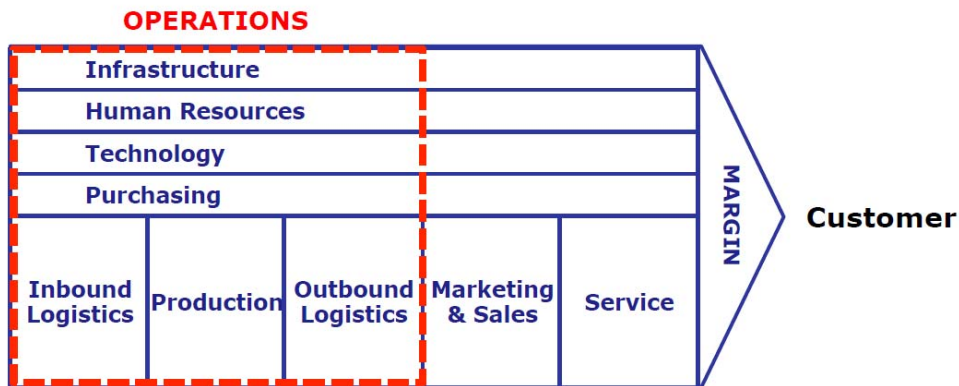 OPERATIONS
Infrastructure
Human Resources
Technology
Purchasing
Inbound
Logistics
Production
Outbound
Logistics
Marketing
& Sales
Service
MARGIN
Customer